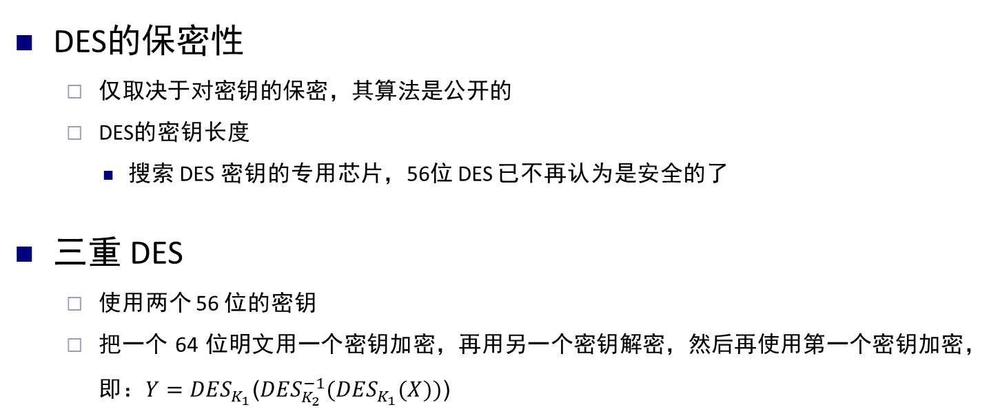 DES的保密性
仅取决于对密钥的保密，其算法是公开的
DES的密钥长度
搜索 DES 密钥的专用芯片，56位 DES 已不再认为是安全的了
三重 DES
使用两个 56 位的密钥
把一个 64 位明文用一个密钥加密，再用另一个密钥解密，然后再使用第一个密钥加密，
即：$Y = DES_{K_1}(DES_{K_2}^{-1}(DES_{K_1}(X)))$